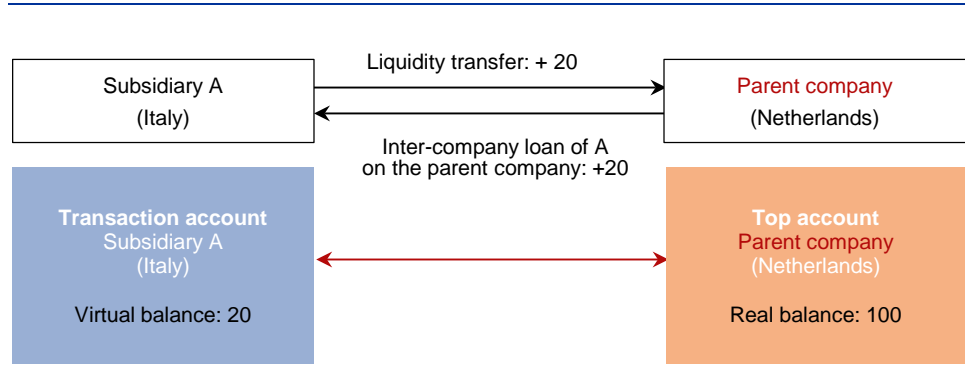 Liquidity transfer: + 20
Subsidiary A
(Italy)
Parent company
(Netherlands)
Inter-company loan of A
on the parent company: +20
Transaction account
Subsidiary A
(Italy)
Virtual balance: 20
Top account
Parent company
(Netherlands)
Real balance: 100